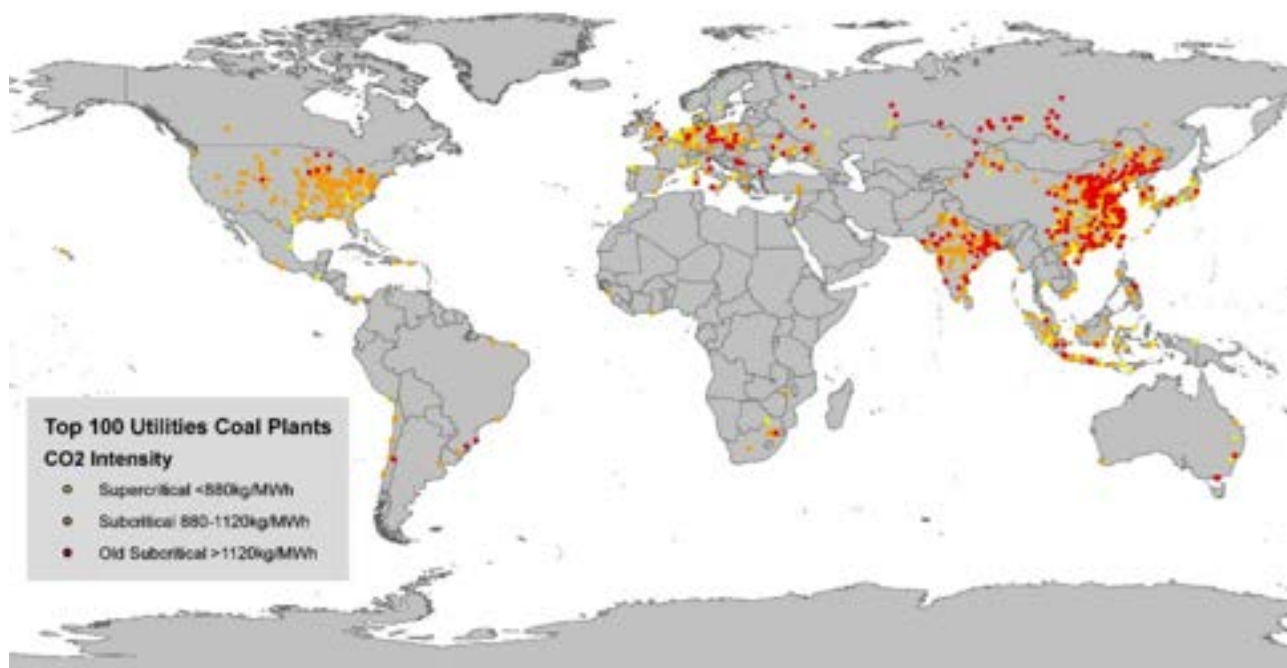 Top 100 Utilities Coal Plants
CO2 Intensity
Supercritical <880kg/MWh
Subcritical 880-1120kg/MWh
Old Subcritical >1120kg/MWh